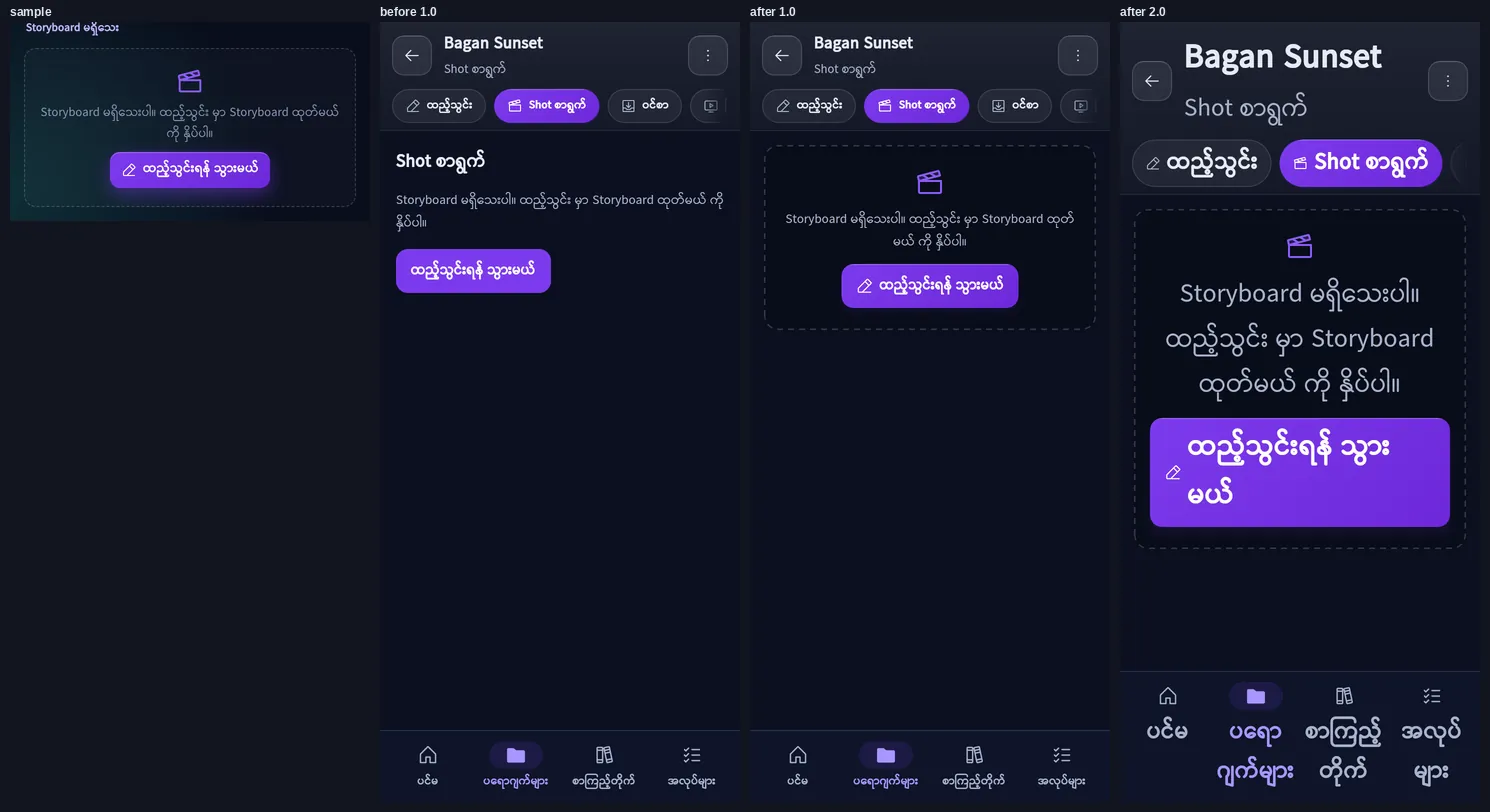 sample
Storyboard မရှိသေး
Storyboard မရှိသေးပါ။ ထည့်သွင်း မှာ Storyboard ထုတ်မယ်
ကို နှိပ်ပါ။
ထည့်သွင်းရန် သွားမယ်
before 1.0
Bagan Sunset
Shot စာရွက်
ထည့်သွင်း
Shot စာရွက်
ဝင်စာ
Shot စာရွက်
Storyboard မရှိသေးပါ။ ထည့်သွင်း မှာ Storyboard ထုတ်မယ် ကို
နှိပ်ပါ။
ထည့်သွင်းရန် သွားမယ်
ပင်မ
ပရောဂျက်များ
စာကြည့်တိုက်
အလုပ်များ
after 1.0
Bagan Sunset
Shot စာရွက်
ထည့်သွင်း
Shot စာရွက်
ဝင်စာ
Storyboard မရှိသေးပါ။ ထည့်သွင်း မှာ Storyboard ထုတ်
မယ် ကို နှိပ်ပါ။
ထည့်သွင်းရန် သွားမယ်
ပင်မ
ပရောဂျက်များ
စာကြည့်တိုက်
အလုပ်များ
after 2.0
Bagan Sunset
Shot စာရွက်
ထည့်သွင်း
Shot စာရွက်
Storyboard မရှိသေးပါ။
ထည့်သွင်း မှာ Storyboard
ထုတ်မယ် ကို နှိပ်ပါ။
ထည့်သွင်းရန် သွား
မယ်
ပင်မ
ပရော
ဂျက်များ
စာကြည့်
တိုက်
အလုပ်
များ